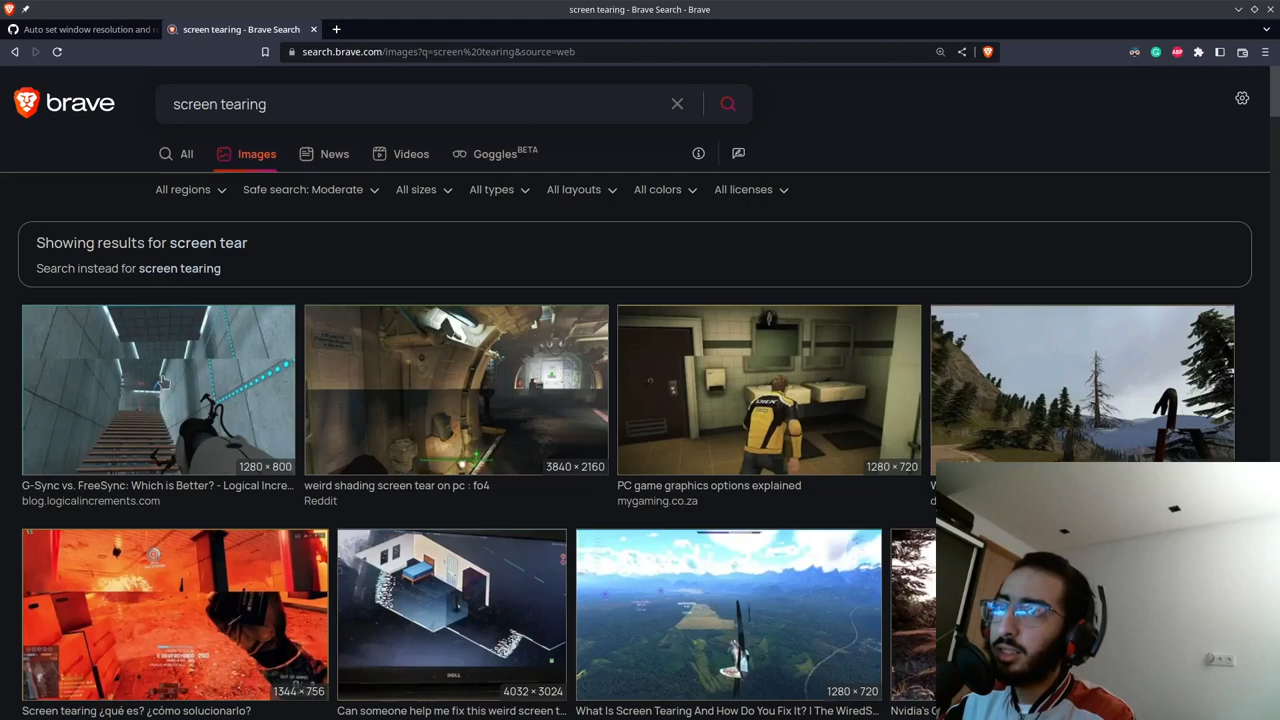 screen tearing - Brave Search - Brave
Auto set window resolution and r
screen tearing - Brave Search
search.brave.com/images?q=screen%20tearing&source=web
brave
screen tearing
All
Images
News
Videos
Goggles BETA
All regions
Safe search: Moderate
All sizes
All types
All layouts
All colors
All licenses
Showing results for screen tear
Search instead for screen tearing
1280 × 800
3840 × 2160
1280 × 720
G-Sync vs. FreeSync: Which is Better? - Logical Incre...
blog.logicalincrements.com
weird shading screen tear on pc : fo4
Reddit
PC game graphics options explained
mygaming.co.za
DELL
1344 × 756
4032 × 3024
1280 × 720
Screen tearing ¿qué es? ¿cómo solucionarlo?
Can someone help me fix this weird screen t...
What Is Screen Tearing And How Do You Fix It? | The WiredS...
Nvidia's G